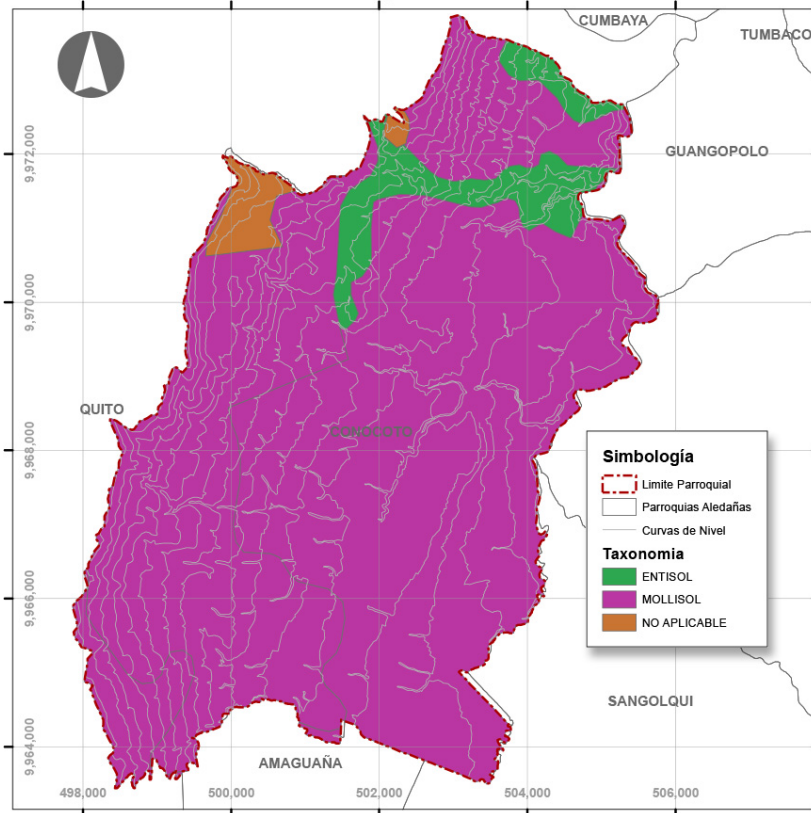 CUMBAYA
TUMBACO
GUANGOPOLO
QUITO
CONOCOTO
AMAGUAÑA
SANGOLQUI
9,972,000
9,970,000
9,968,000
9,966,000
9,964,000
498,000
500,000
502,000
504,000
506,000
Simbología
Limite Parroquial
Parroquias Aledañas
Curvas de Nivel
Taxonomia
ENTISOL
MOLLISOL
NO APLICABLE